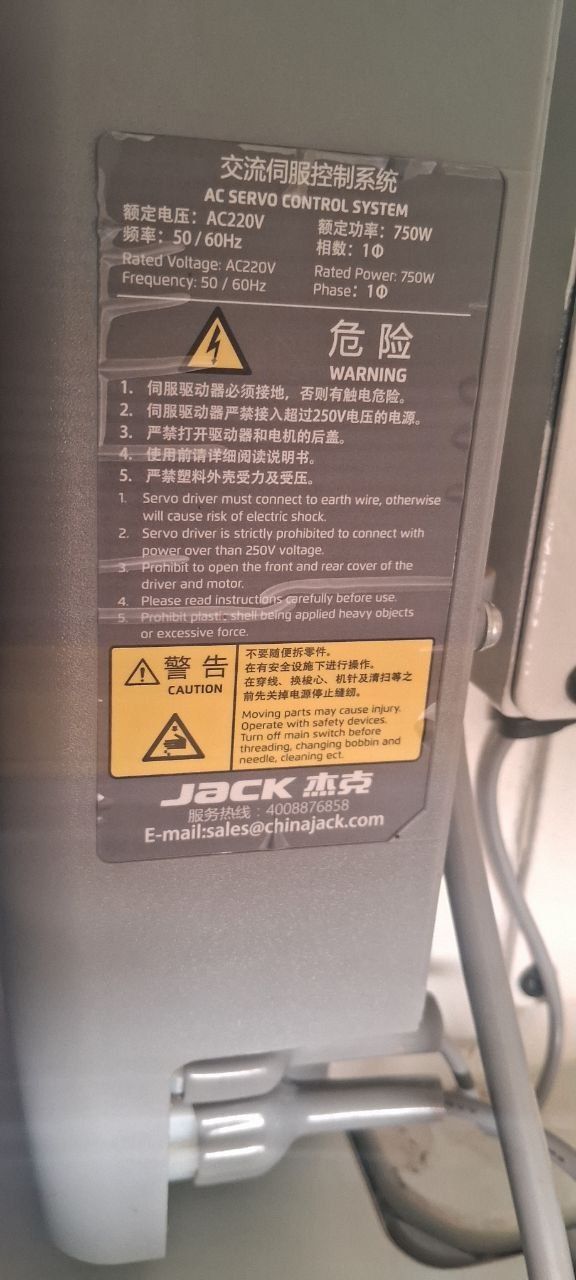 交流伺服控制系统
AC SERVO CONTROL SYSTEM
额定电压：AC220V 额定功率：750W
频率：50/60Hz 相数：1Φ
Rated Voltage: AC220V Rated Power: 750W
Frequency: 50 / 60Hz Phase: 1Φ
危险
WARNING
1. 伺服驱动器必须接地，否则有触电危险。
2. 伺服驱动器严禁接入超过250V电压的电源。
3. 严禁打开驱动器和电机的后盖。
4. 使用前请详细阅读说明书。
5. 严禁塑料外壳受力及受压。
1. Servo driver must connect to earth wire, otherwise
will cause risk of electric shock.
2. Servo driver is strictly prohibited to connect with
power over than 250V voltage.
3. Prohibit to open the front and rear cover of the
driver and motor.
4. Please read instructions carefully before use.
5. Prohibit plastic shell being applied heavy objects
or excessive force.
警告
CAUTION
不要随便拆零件。
在有安全设施下进行操作。
在穿线、换梭心、机针及清扫等之
前先关掉电源停止缝纫。
Moving parts may cause injury.
Operate with safety devices.
Turn off main switch before
threading, changing bobbin and
needle, cleaning ect.
JACK 杰克
服务热线：4008876858
E-mail:sales@chinajack.com